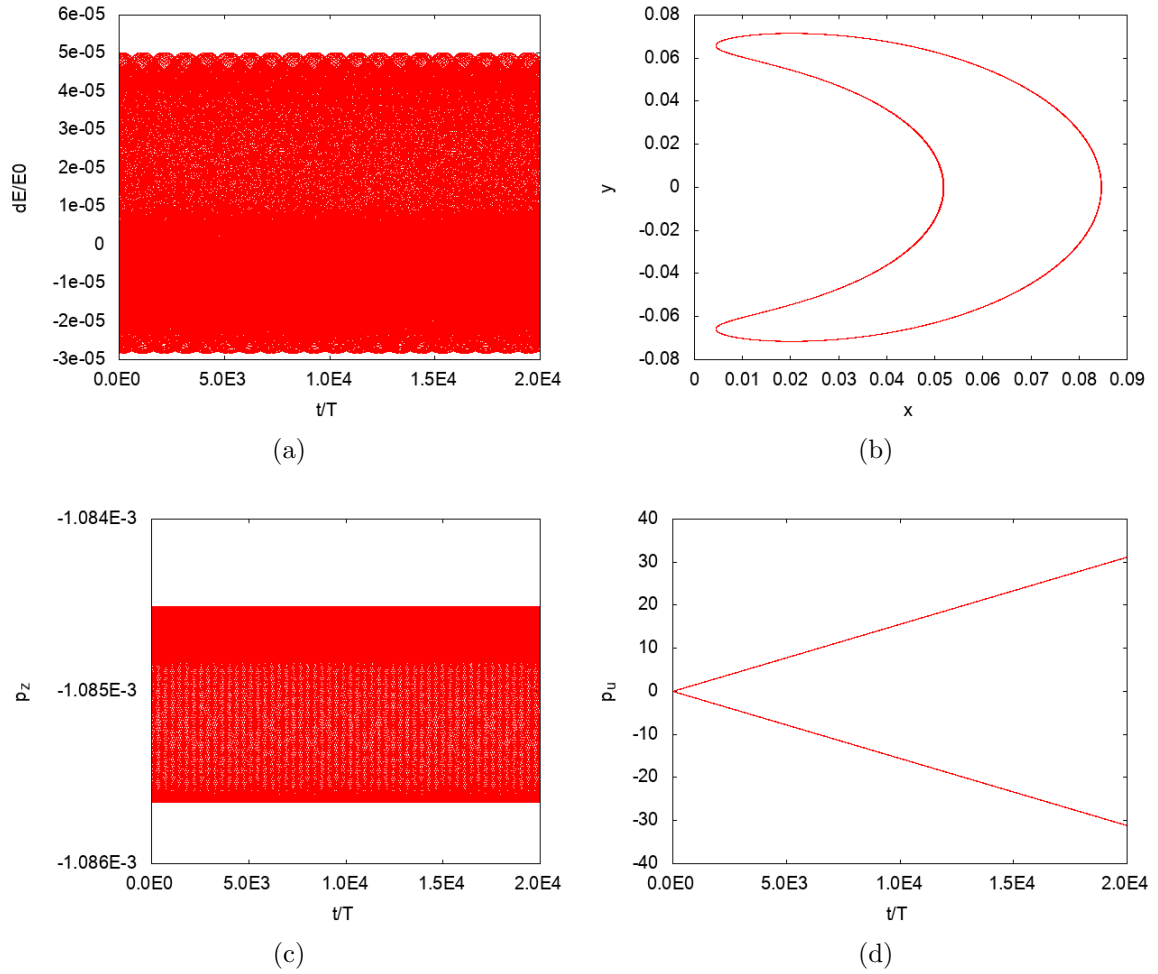 6e-05
5e-05
4e-05
3e-05
2e-05
1e-05
0
-1e-05
-2e-05
-3e-05
dE/E0
0.0E0 5.0E3 1.0E4 1.5E4 2.0E4
t/T
(a)
0.08
0.06
0.04
0.02
0
-0.02
-0.04
-0.06
-0.08
y
0 0.01 0.02 0.03 0.04 0.05 0.06 0.07 0.08 0.09
x
(b)
-1.084E-3
-1.085E-3
-1.086E-3
p_z
0.0E0 5.0E3 1.0E4 1.5E4 2.0E4
t/T
(c)
40
30
20
10
0
-10
-20
-30
-40
p_u
0.0E0 5.0E3 1.0E4 1.5E4 2.0E4
t/T
(d)